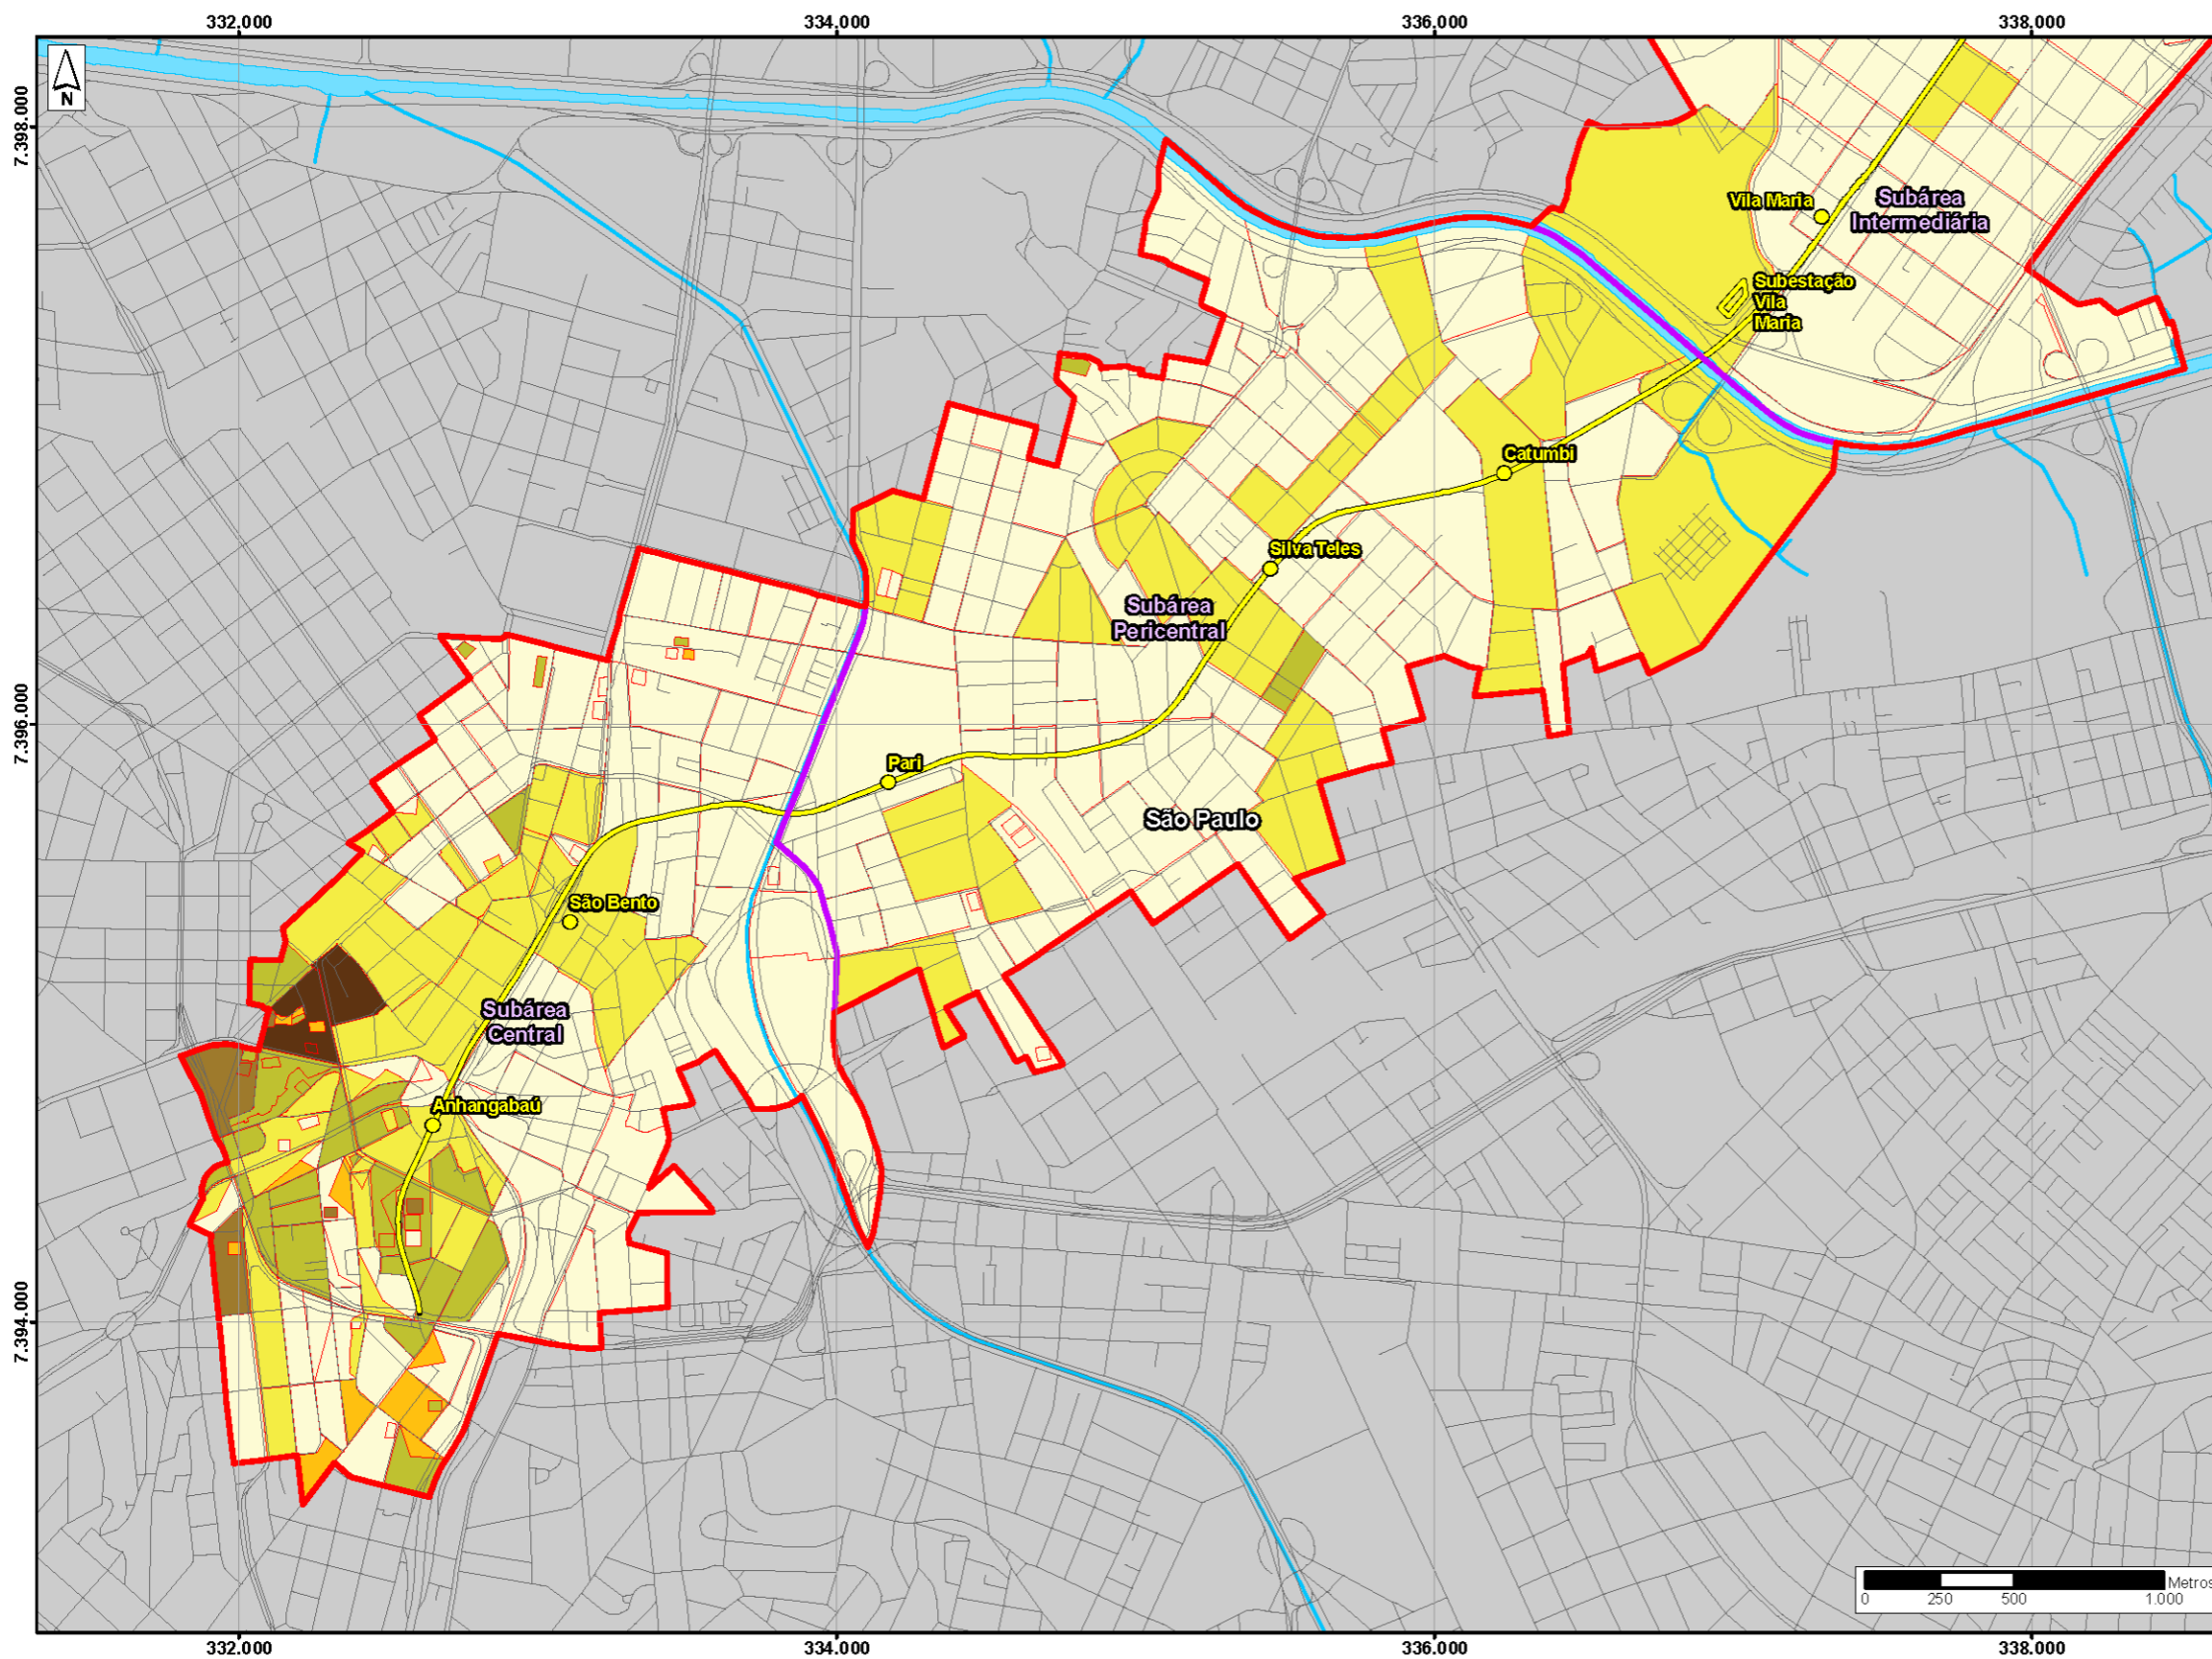 332.000
334.000
336.000
338.000
N
7.398.000
Vila Maria
Subárea
Intermediária
Subestação
Vila
Maria
Catumbi
Silva Teles
Subárea
Pericentral
7.396.000
Pari
São Paulo
São Bento
Subárea
Central
Anhangabaú
7.394.000
Metros
0
250
500
1.000
332.000
334.000
336.000
338.000